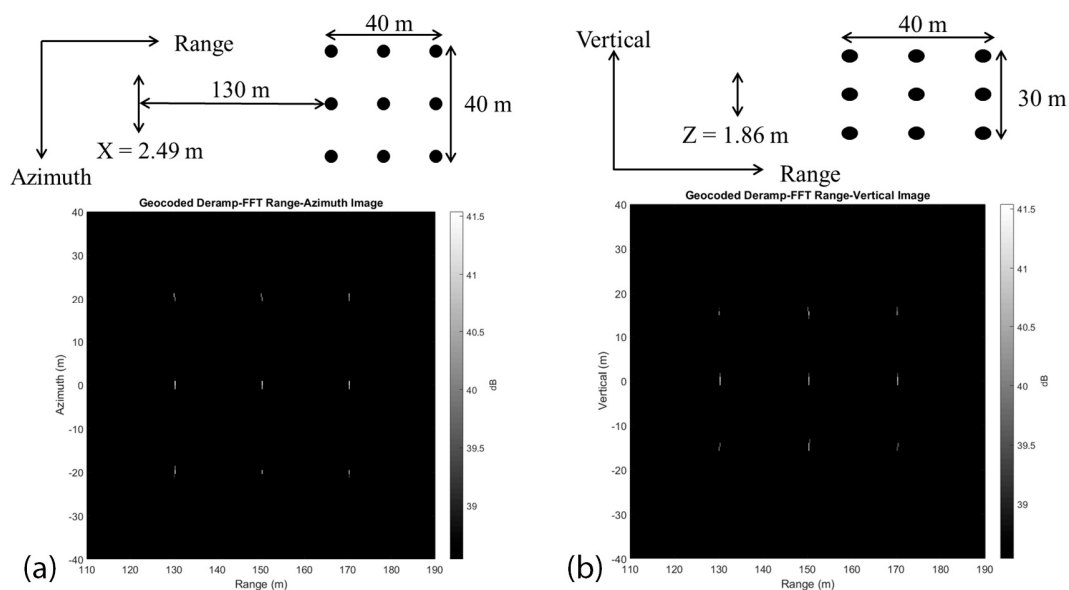 40 m
Range
130 m
40 m
X = 2.49 m
Azimuth
Geocoded Deramp-FFT Range-Azimuth Image
40
30
20
10
0
-10
-20
-30
-40
Azimuth (m)
110 120 130 140 150 160 170 180 190
Range (m)
41.5
41
40.5
40
39.5
39
dB
(a)
Vertical
40 m
30 m
Z = 1.86 m
Range
Geocoded Deramp-FFT Range-Vertical Image
40
30
20
10
0
-10
-20
-30
-40
Vertical (m)
110 120 130 140 150 160 170 180 190
Range (m)
41.5
41
40.5
40
39.5
39
dB
(b)